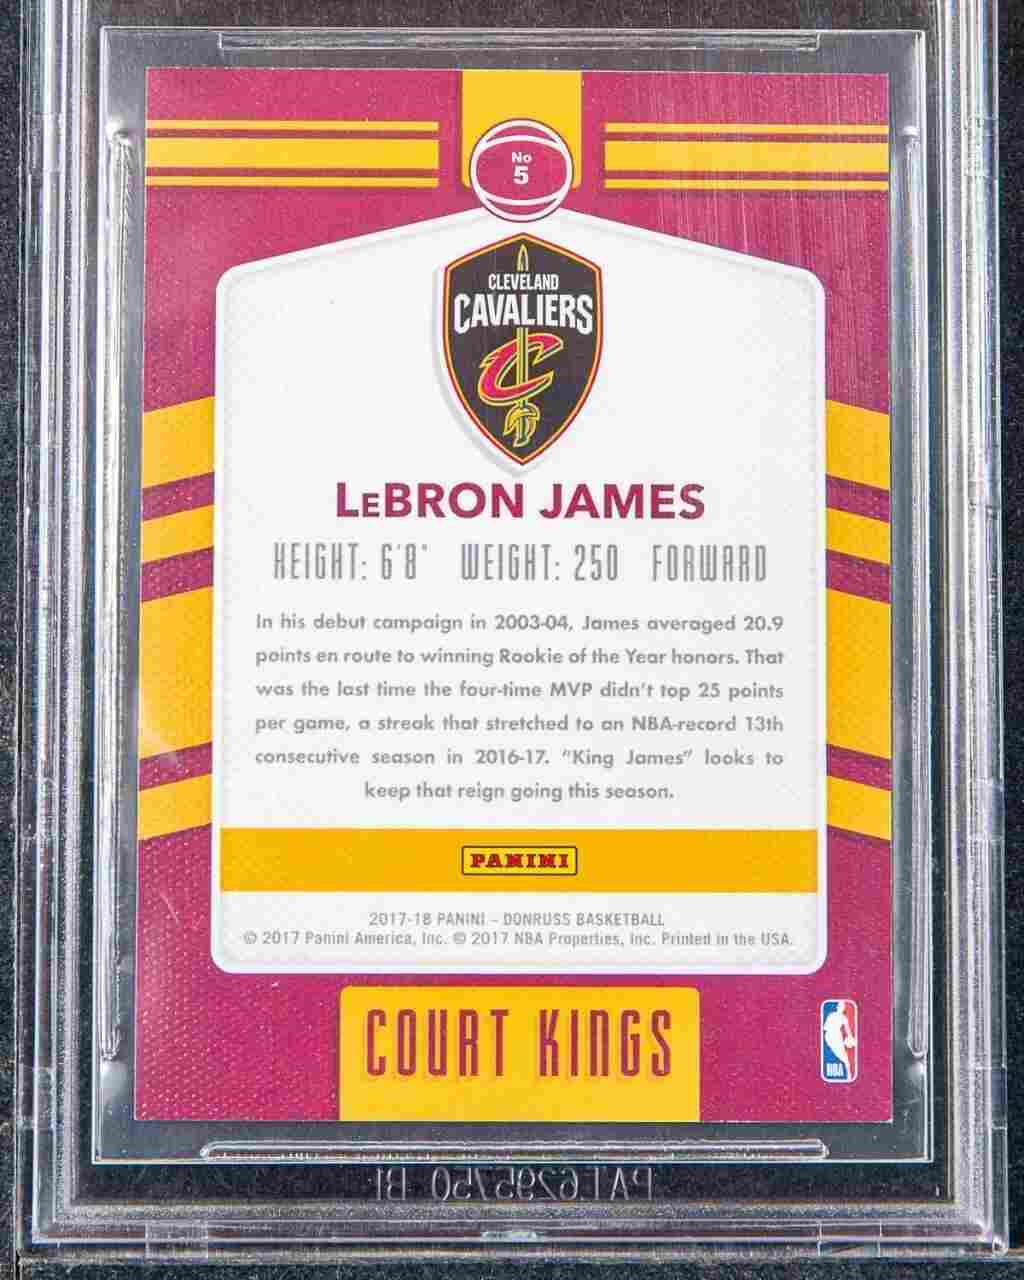 No
5
CLEVELAND
CAVALIERS
LeBRON JAMES
HEIGHT: 6'8" WEIGHT: 250 FORWARD
In his debut campaign in 2003-04, James averaged 20.9
points en route to winning Rookie of the Year honors. That
was the last time the four-time MVP didn't top 25 points
per game, a streak that stretched to an NBA-record 13th
consecutive season in 2016-17. "King James" looks to
keep that reign going this season.
PANINI
2017-18 PANINI – DONRUSS BASKETBALL
© 2017 Panini America, Inc. © 2017 NBA Properties, Inc. Printed in the USA.
COURT KINGS
NBA